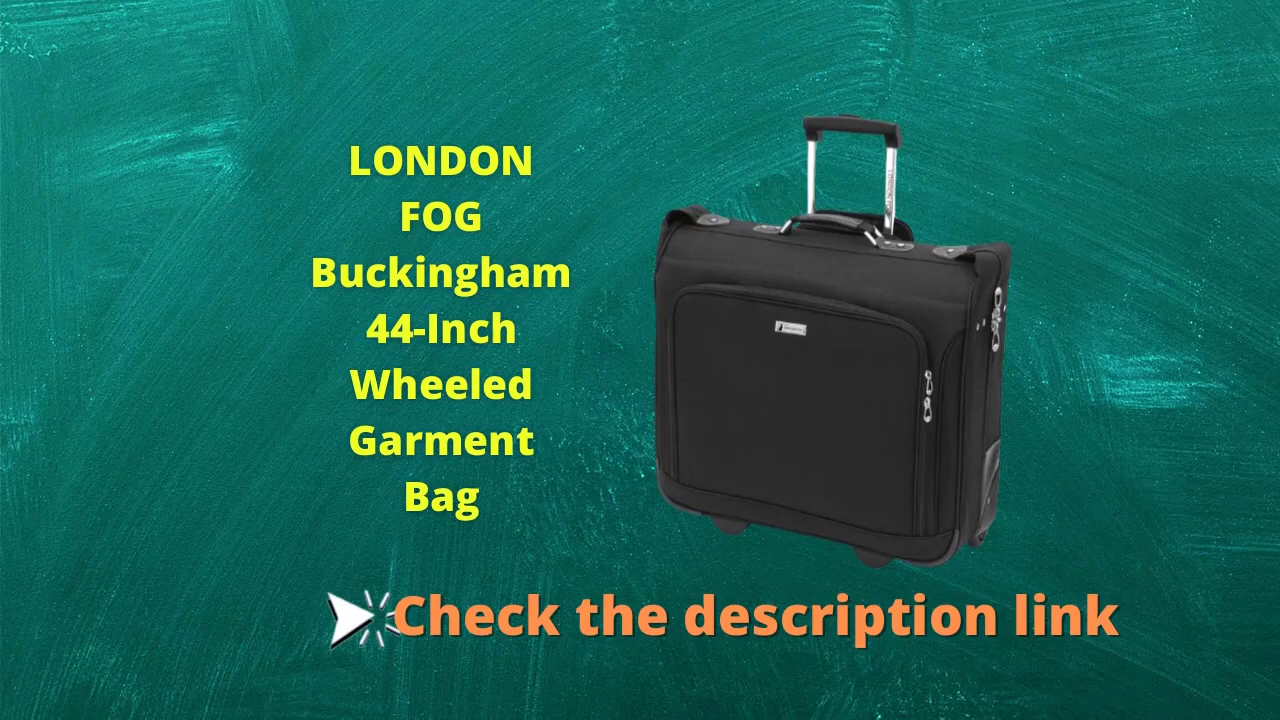 LONDON
FOG
Buckingham
44-Inch
Wheeled
Garment
Bag
Check the description link